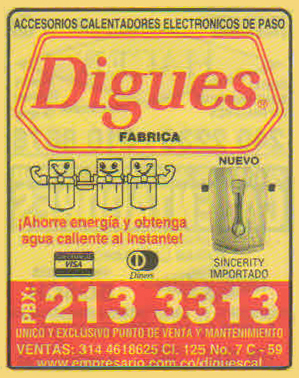 ACCESORIOS CALENTADORES ELECTRONICOS DE PASO
Digues®
FABRICA
NUEVO
¡Ahorre energía y obtenga
agua caliente al instante!
VISA
Diners
SINCERITY
IMPORTADO
PBX: 213 3313
UNICO Y EXCLUSIVO PUNTO DE VENTA Y MANTENIMIENTO
VENTAS: 314 4618625 Cl. 125 No. 7 C - 59
www.empresario.com.co/diguescal